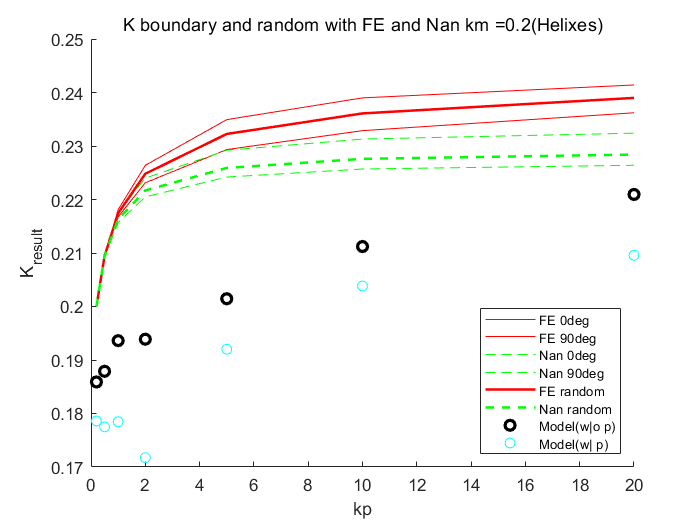 K boundary and random with FE and Nan km =0.2(Helixes)
0.25
0.24
0.23
0.22
0.21
0.2
0.19
0.18
0.17
K_result
0 2 4 6 8 10 12 14 16 18 20
kp
FE 0deg
FE 90deg
Nan 0deg
Nan 90deg
FE random
Nan random
Model(w|o p)
Model(w| p)